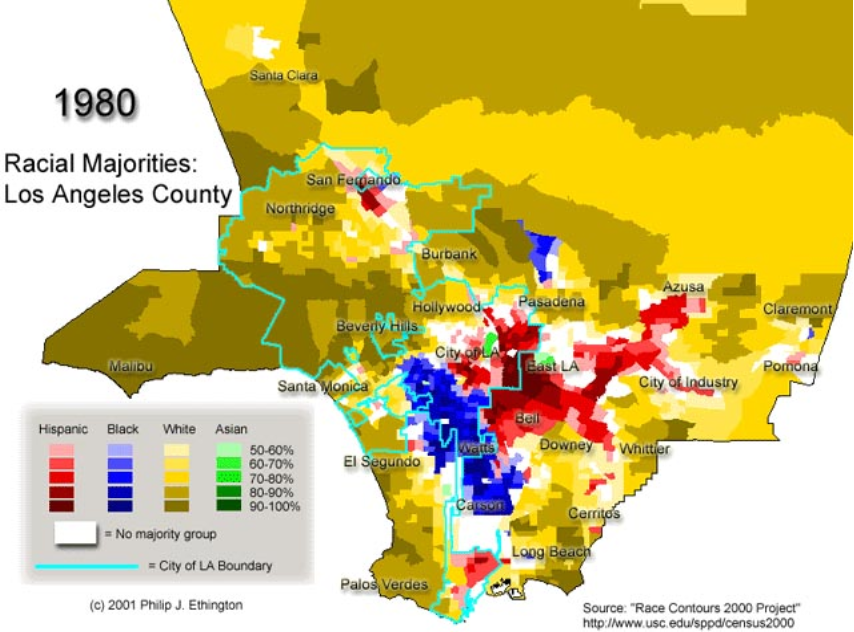 1980
Racial Majorities:
Los Angeles County
Santa Clara
San Fernando
Northridge
Burbank
Hollywood
Pasadena
Azusa
Claremont
Beverly Hills
City of LA
East LA
Pomona
Malibu
Santa Monica
City of Industry
Bell
Watts
Downey
Whittier
El Segundo
Carson
Cerritos
Long Beach
Palos Verdes
Hispanic Black White Asian
50-60%
60-70%
70-80%
80-90%
90-100%
= No majority group
= City of LA Boundary
(c) 2001 Philip J. Ethington
Source: "Race Contours 2000 Project"
http://www.usc.edu/sppd/census2000